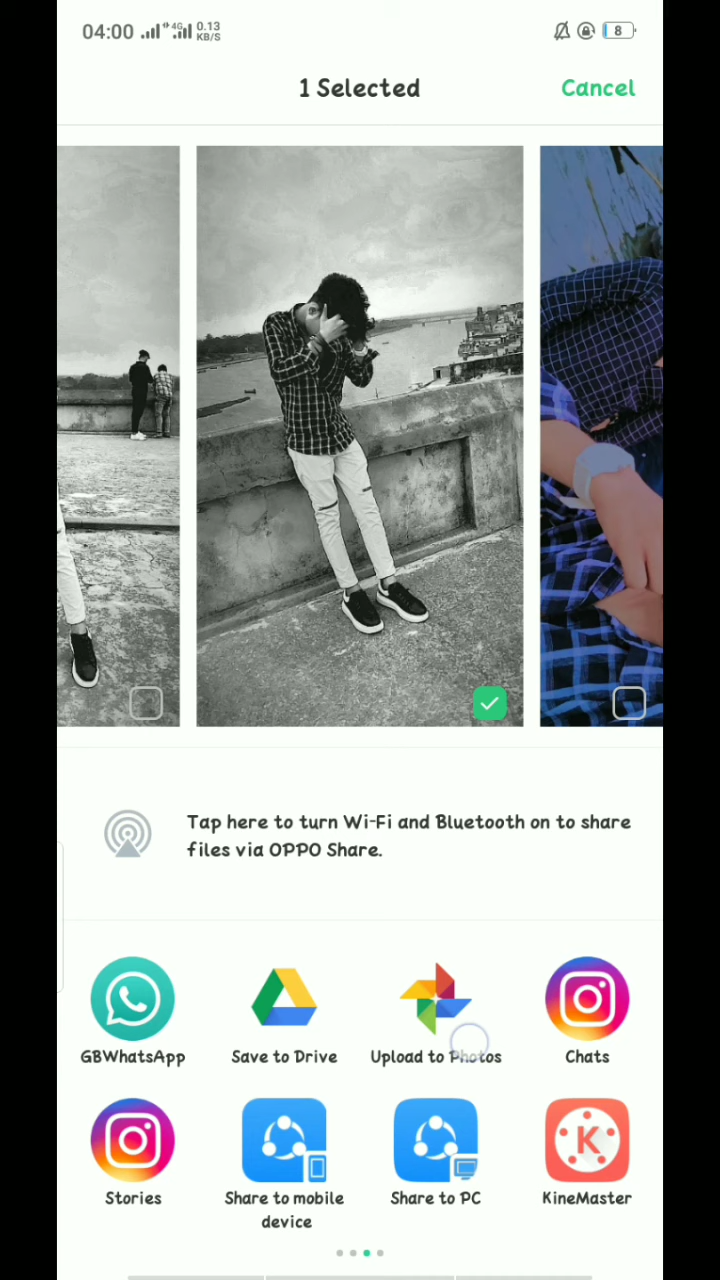 04:00 4G 0.13 KB/S 8
1 Selected Cancel
Tap here to turn Wi-Fi and Bluetooth on to share
files via OPPO Share.
GBWhatsApp Save to Drive Upload to Photos Chats
Stories Share to mobile device Share to PC KineMaster
K